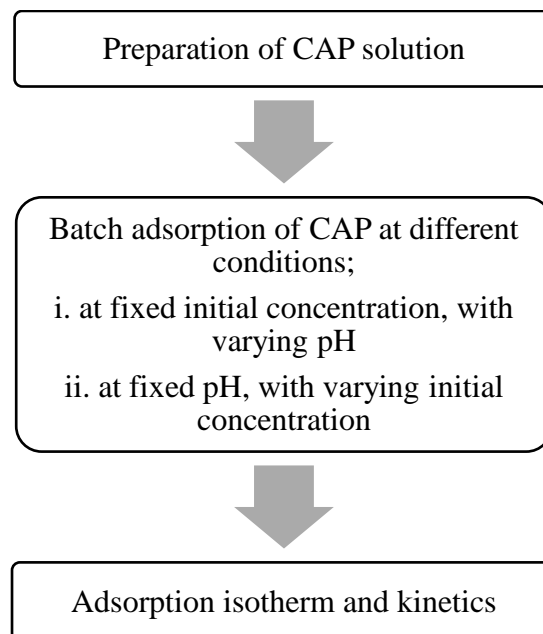 Preparation of CAP solution
Batch adsorption of CAP at different
conditions;
i. at fixed initial concentration, with
varying pH
ii. at fixed pH, with varying initial
concentration
Adsorption isotherm and kinetics